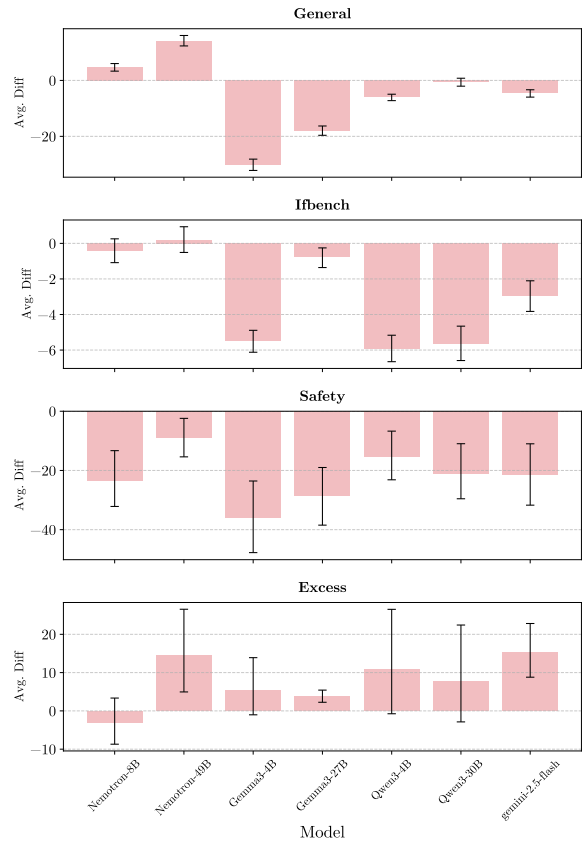 General
Avg. Diff
0
−20
Ifbench
Avg. Diff
0
−2
−4
−6
Safety
Avg. Diff
0
−20
−40
Excess
Avg. Diff
20
10
0
−10
Nemotron-8B
Nemotron-49B
Gemma3-4B
Gemma3-27B
Qwen3-4B
Qwen3-30B
gemini-2.5-flash
Model